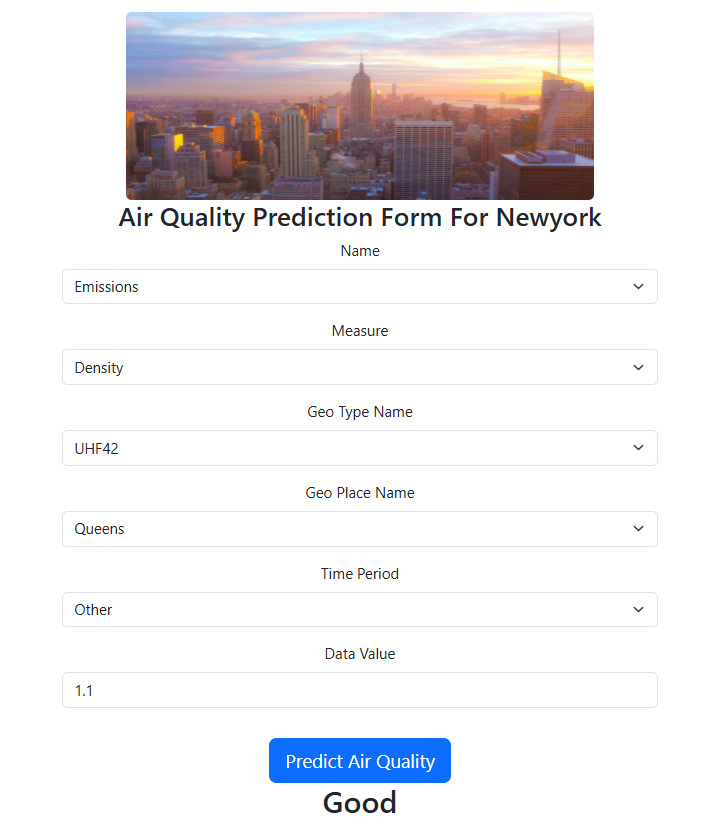 Air Quality Prediction Form For Newyork
Name
Emissions
Measure
Density
Geo Type Name
UHF42
Geo Place Name
Queens
Time Period
Other
Data Value
1.1
Predict Air Quality
Good